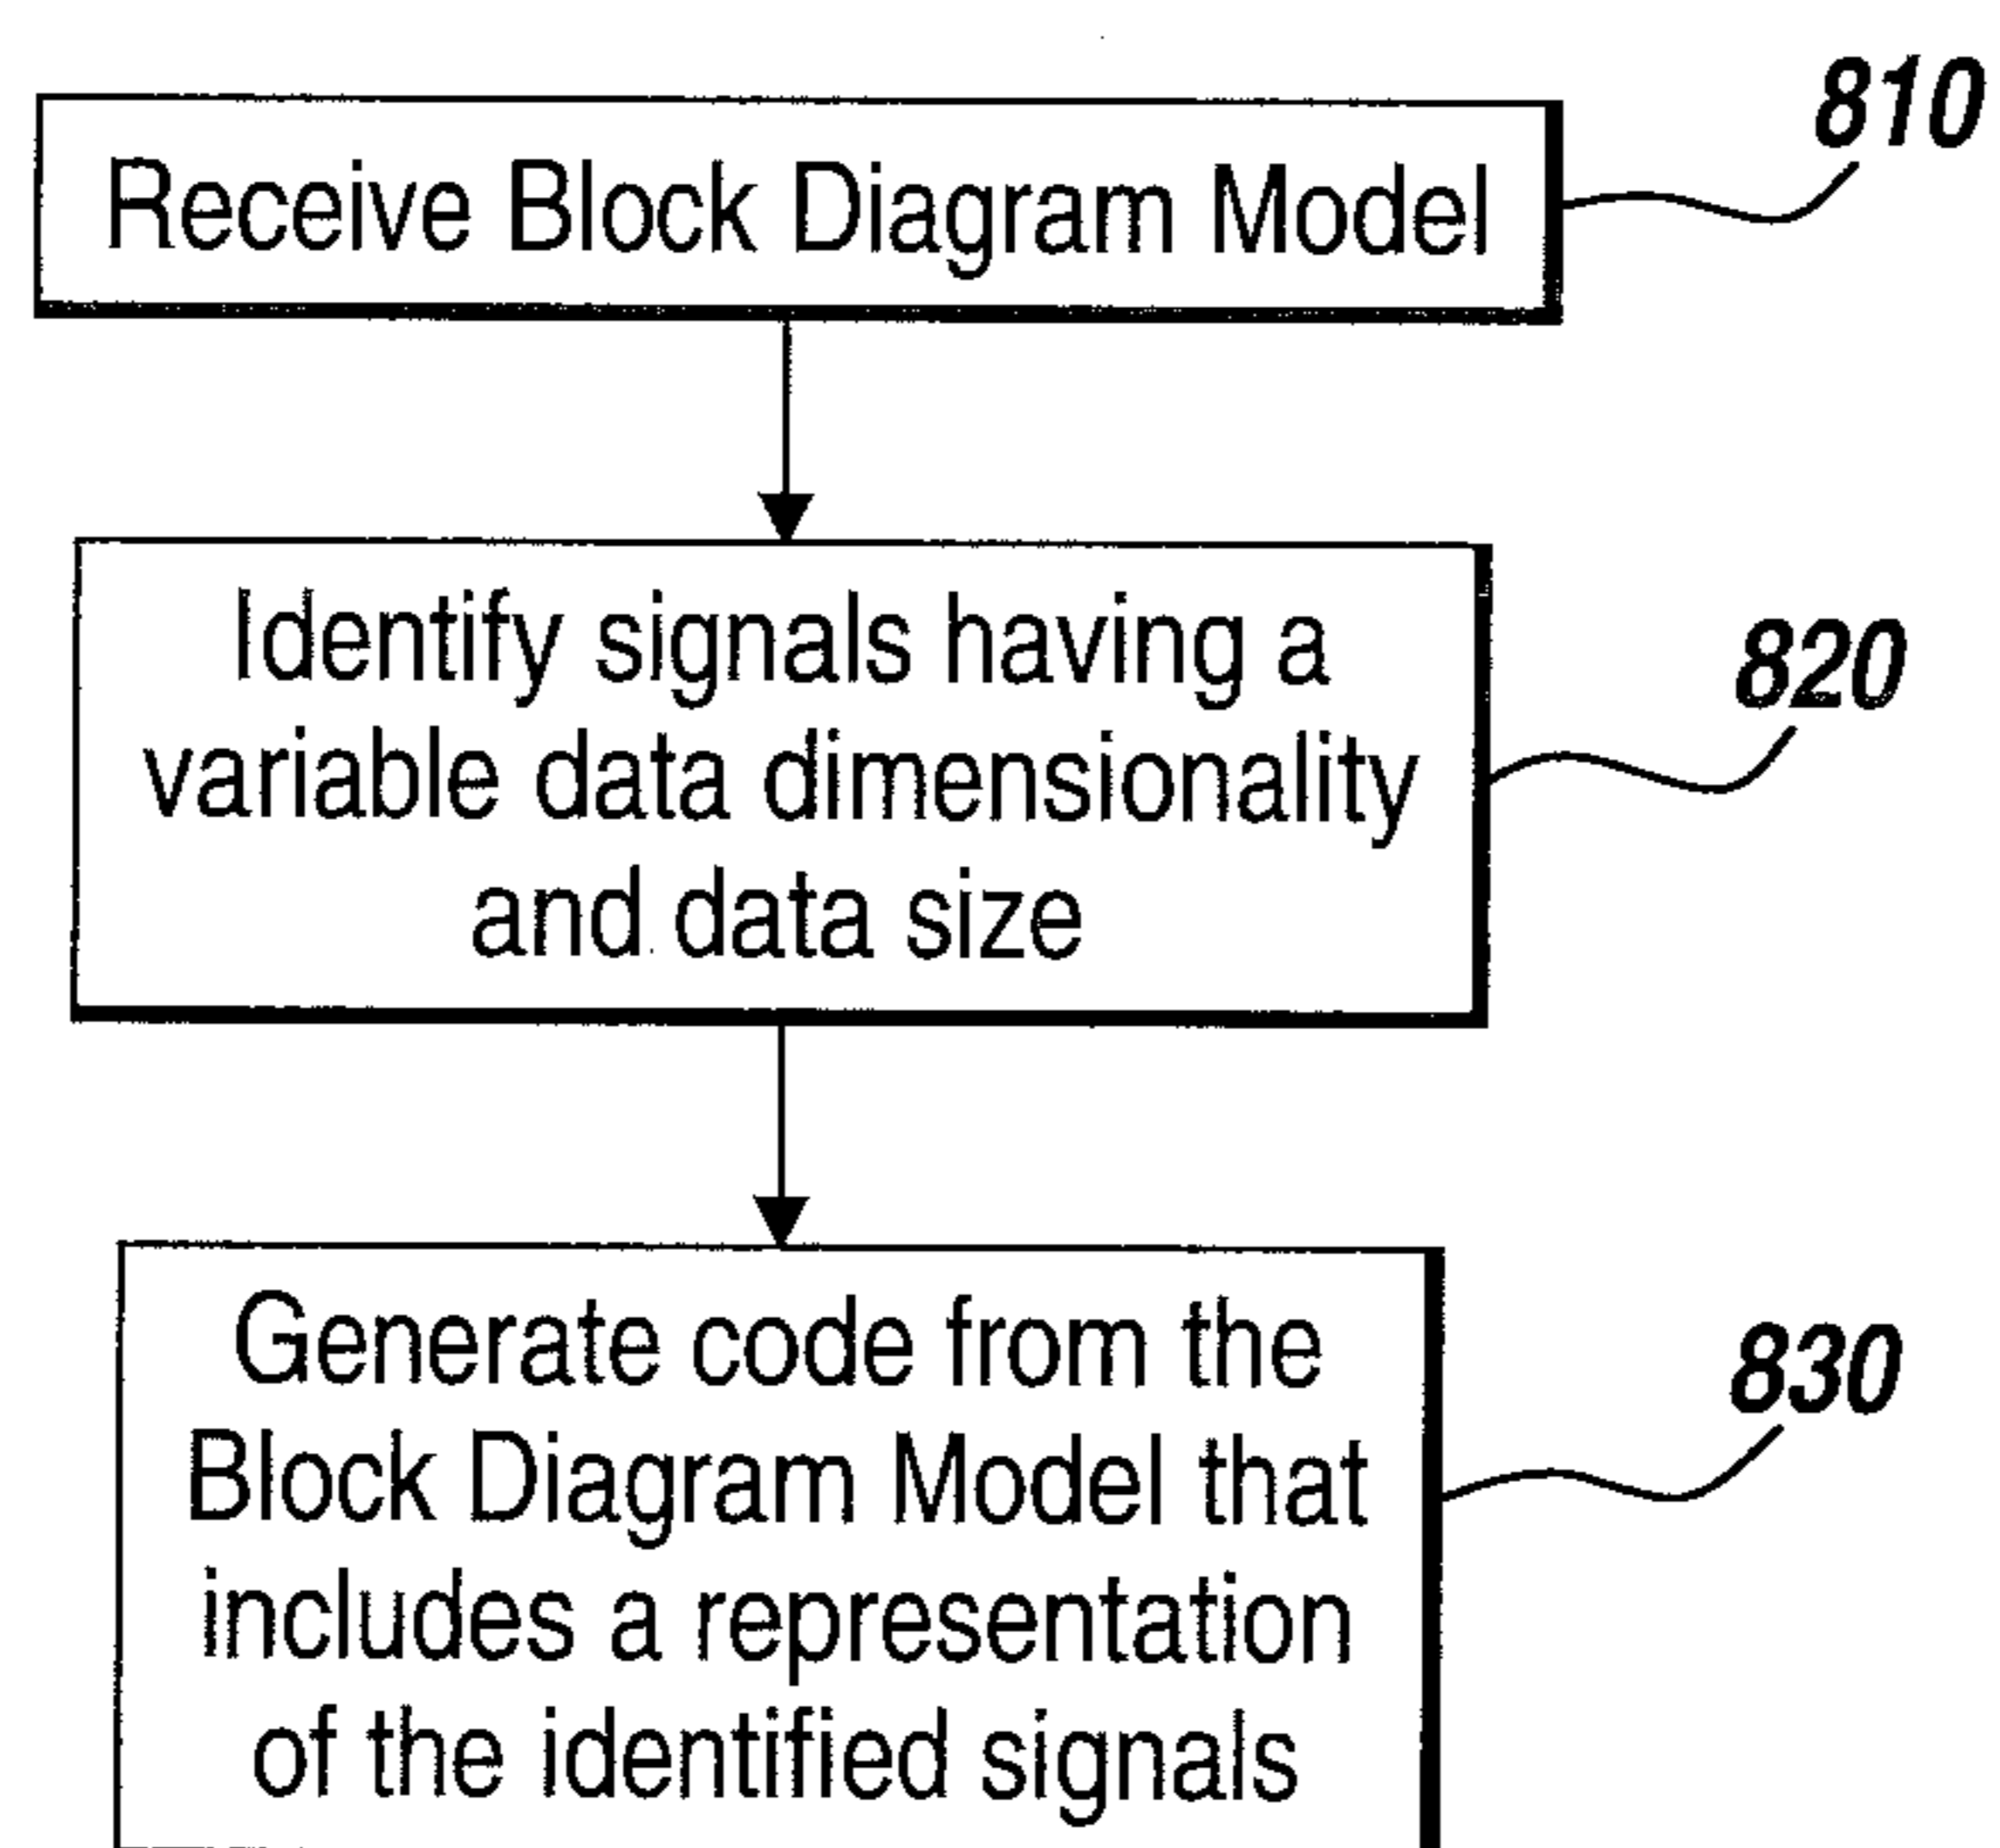 810
Receive Block Diagram Model
Identify signals having a
variable data dimensionality
and data size
820
Generate code from the
Block Diagram Model that
includes a representation
of the identified signals
830